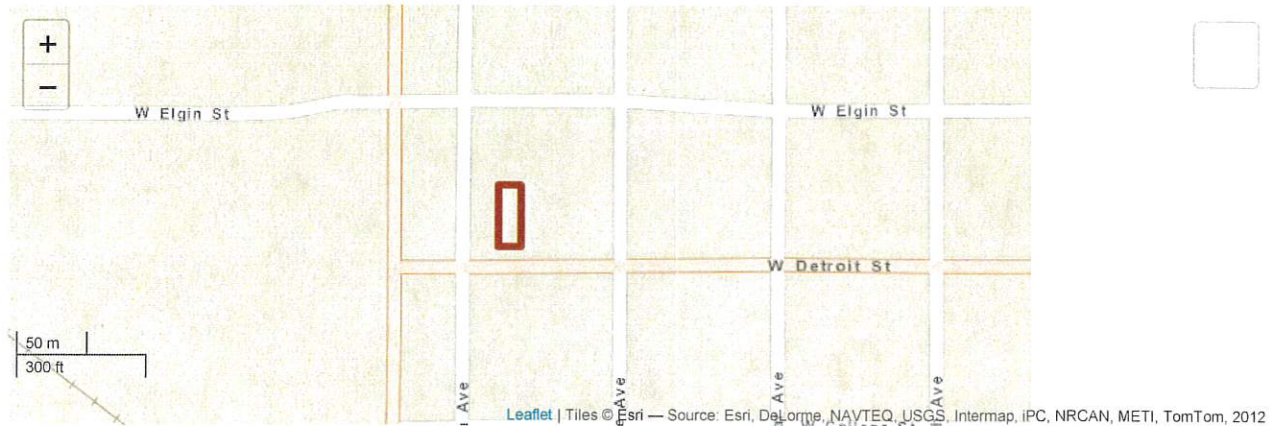 +
−
W Elgin St
W Elgin St
W Detroit St
50 m
300 ft
Ave
Ave
Ave
Ave
Leaflet | Tiles © Esri — Source: Esri, DeLorme, NAVTEQ, USGS, Intermap, iPC, NRCAN, METI, TomTom, 2012